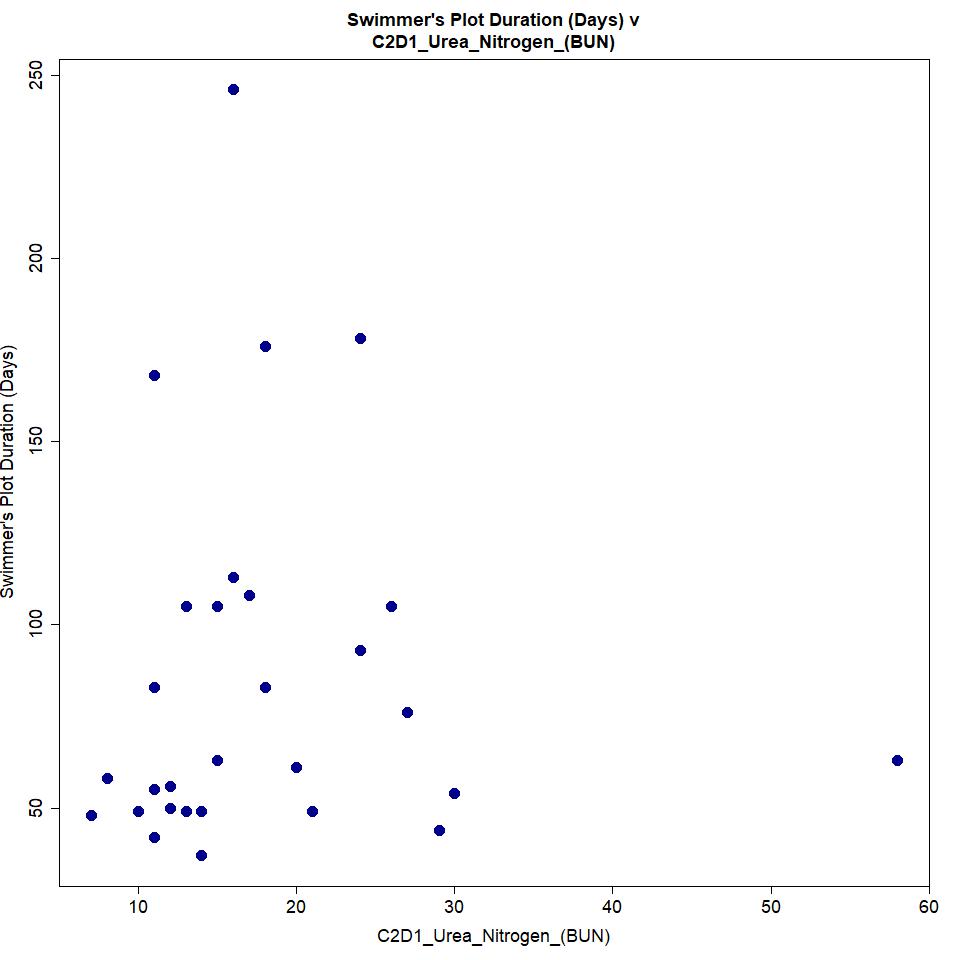 Swimmer's Plot Duration (Days) v
C2D1_Urea_Nitrogen_(BUN)
Swimmer's Plot Duration (Days)
250
200
150
100
50
10 20 30 40 50 60
C2D1_Urea_Nitrogen_(BUN)